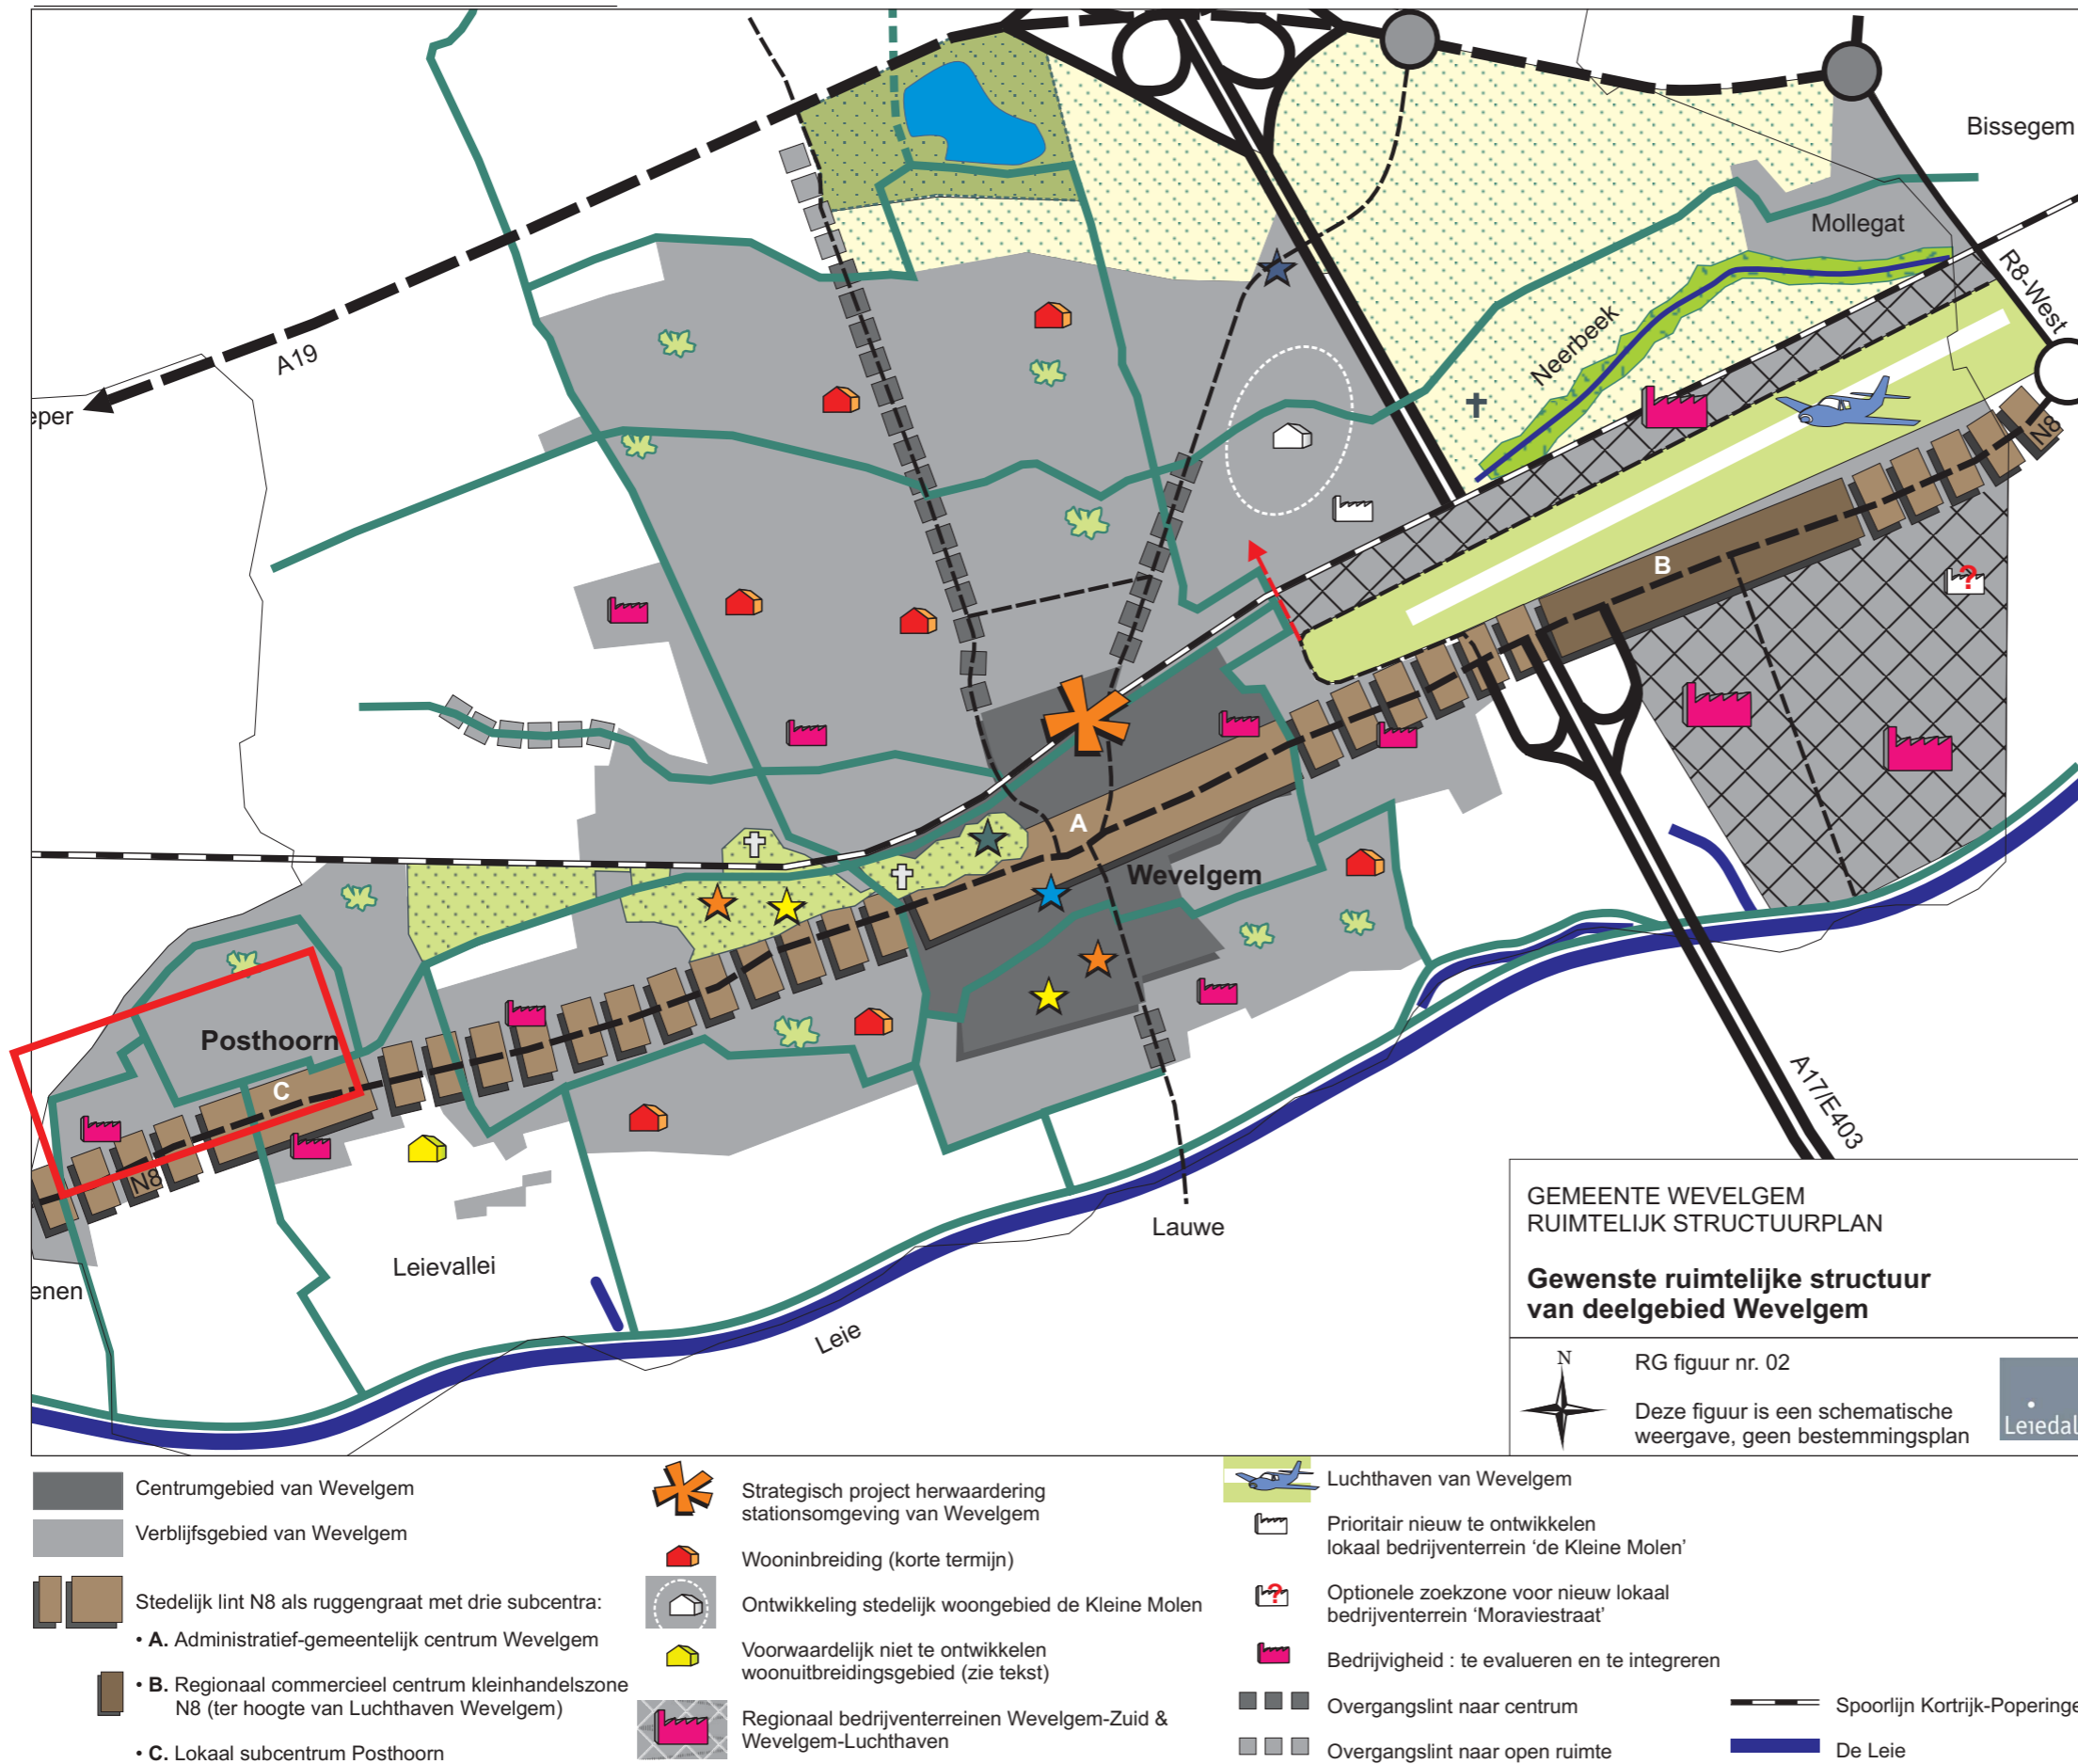 Bissegem
Mollegat
R8-West
A19
Neerbeek
eper
N8
B
A
Wevelgem
Posthoorn
C
N8
A17/E403
Lauwe
Leievallei
enen
Leie
GEMEENTE WEVELGEM
RUIMTELIJK STRUCTUURPLAN
Gewenste ruimtelijke structuur
van deelgebied Wevelgem
N
RG figuur nr. 02
Deze figuur is een schematische
weergave, geen bestemmingsplan
Leiedal
Centrumgebied van Wevelgem
Verblijfsgebied van Wevelgem
Stedelijk lint N8 als ruggengraat met drie subcentra:
• A. Administratief-gemeentelijk centrum Wevelgem
• B. Regionaal commercieel centrum kleinhandelszone
N8 (ter hoogte van Luchthaven Wevelgem)
• C. Lokaal subcentrum Posthoorn
Strategisch project herwaardering
stationsomgeving van Wevelgem
Wooninbreiding (korte termijn)
Ontwikkeling stedelijk woongebied de Kleine Molen
Voorwaardelijk niet te ontwikkelen
woonuitbreidingsgebied (zie tekst)
Regionaal bedrijventerreinen Wevelgem-Zuid &
Wevelgem-Luchthaven
Luchthaven van Wevelgem
Prioritair nieuw te ontwikkelen
lokaal bedrijventerrein ‘de Kleine Molen’
?
Optionele zoekzone voor nieuw lokaal
bedrijventerrein ‘Moraviestraat’
Bedrijvigheid : te evalueren en te integreren
Overgangslint naar centrum
Overgangslint naar open ruimte
Spoorlijn Kortrijk-Poperinge
De Leie